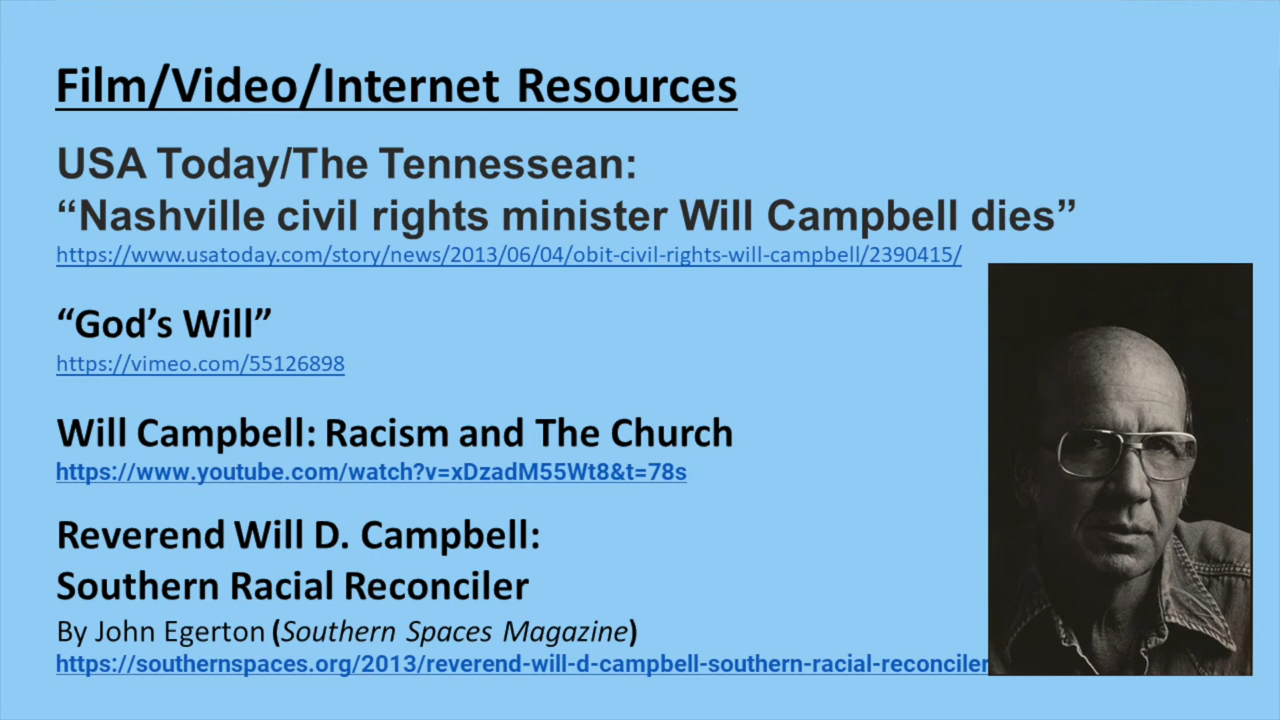 Film/Video/Internet Resources
USA Today/The Tennessean:
“Nashville civil rights minister Will Campbell dies”
https://www.usatoday.com/story/news/2013/06/04/obit-civil-rights-will-campbell/2390415/
“God’s Will”
https://vimeo.com/55126898
Will Campbell: Racism and The Church
https://www.youtube.com/watch?v=xDzadM55Wt8&t=78s
Reverend Will D. Campbell:
Southern Racial Reconciler
By John Egerton (Southern Spaces Magazine)
https://southernspaces.org/2013/reverend-will-d-campbell-southern-racial-reconciler